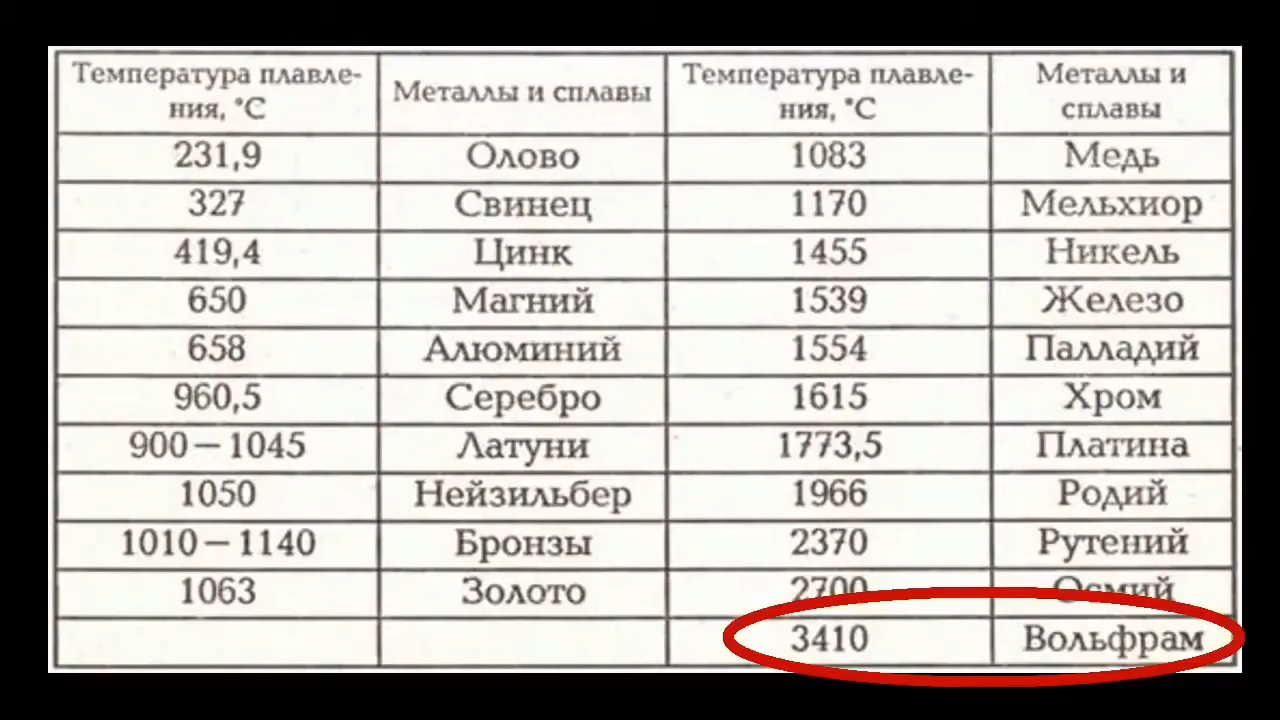 Температура плавле-
ния, °С
Металлы и сплавы
Температура плавле-
ния, °С
Металлы и
сплавы
231,9 Олово 1083 Медь
327 Свинец 1170 Мельхиор
419,4 Цинк 1455 Никель
650 Магний 1539 Железо
658 Алюминий 1554 Палладий
960,5 Серебро 1615 Хром
900 — 1045 Латуни 1773,5 Платина
1050 Нейзильбер 1966 Родий
1010 — 1140 Бронзы 2370 Рутений
1063 Золото 2700 Осмий
3410 Вольфрам